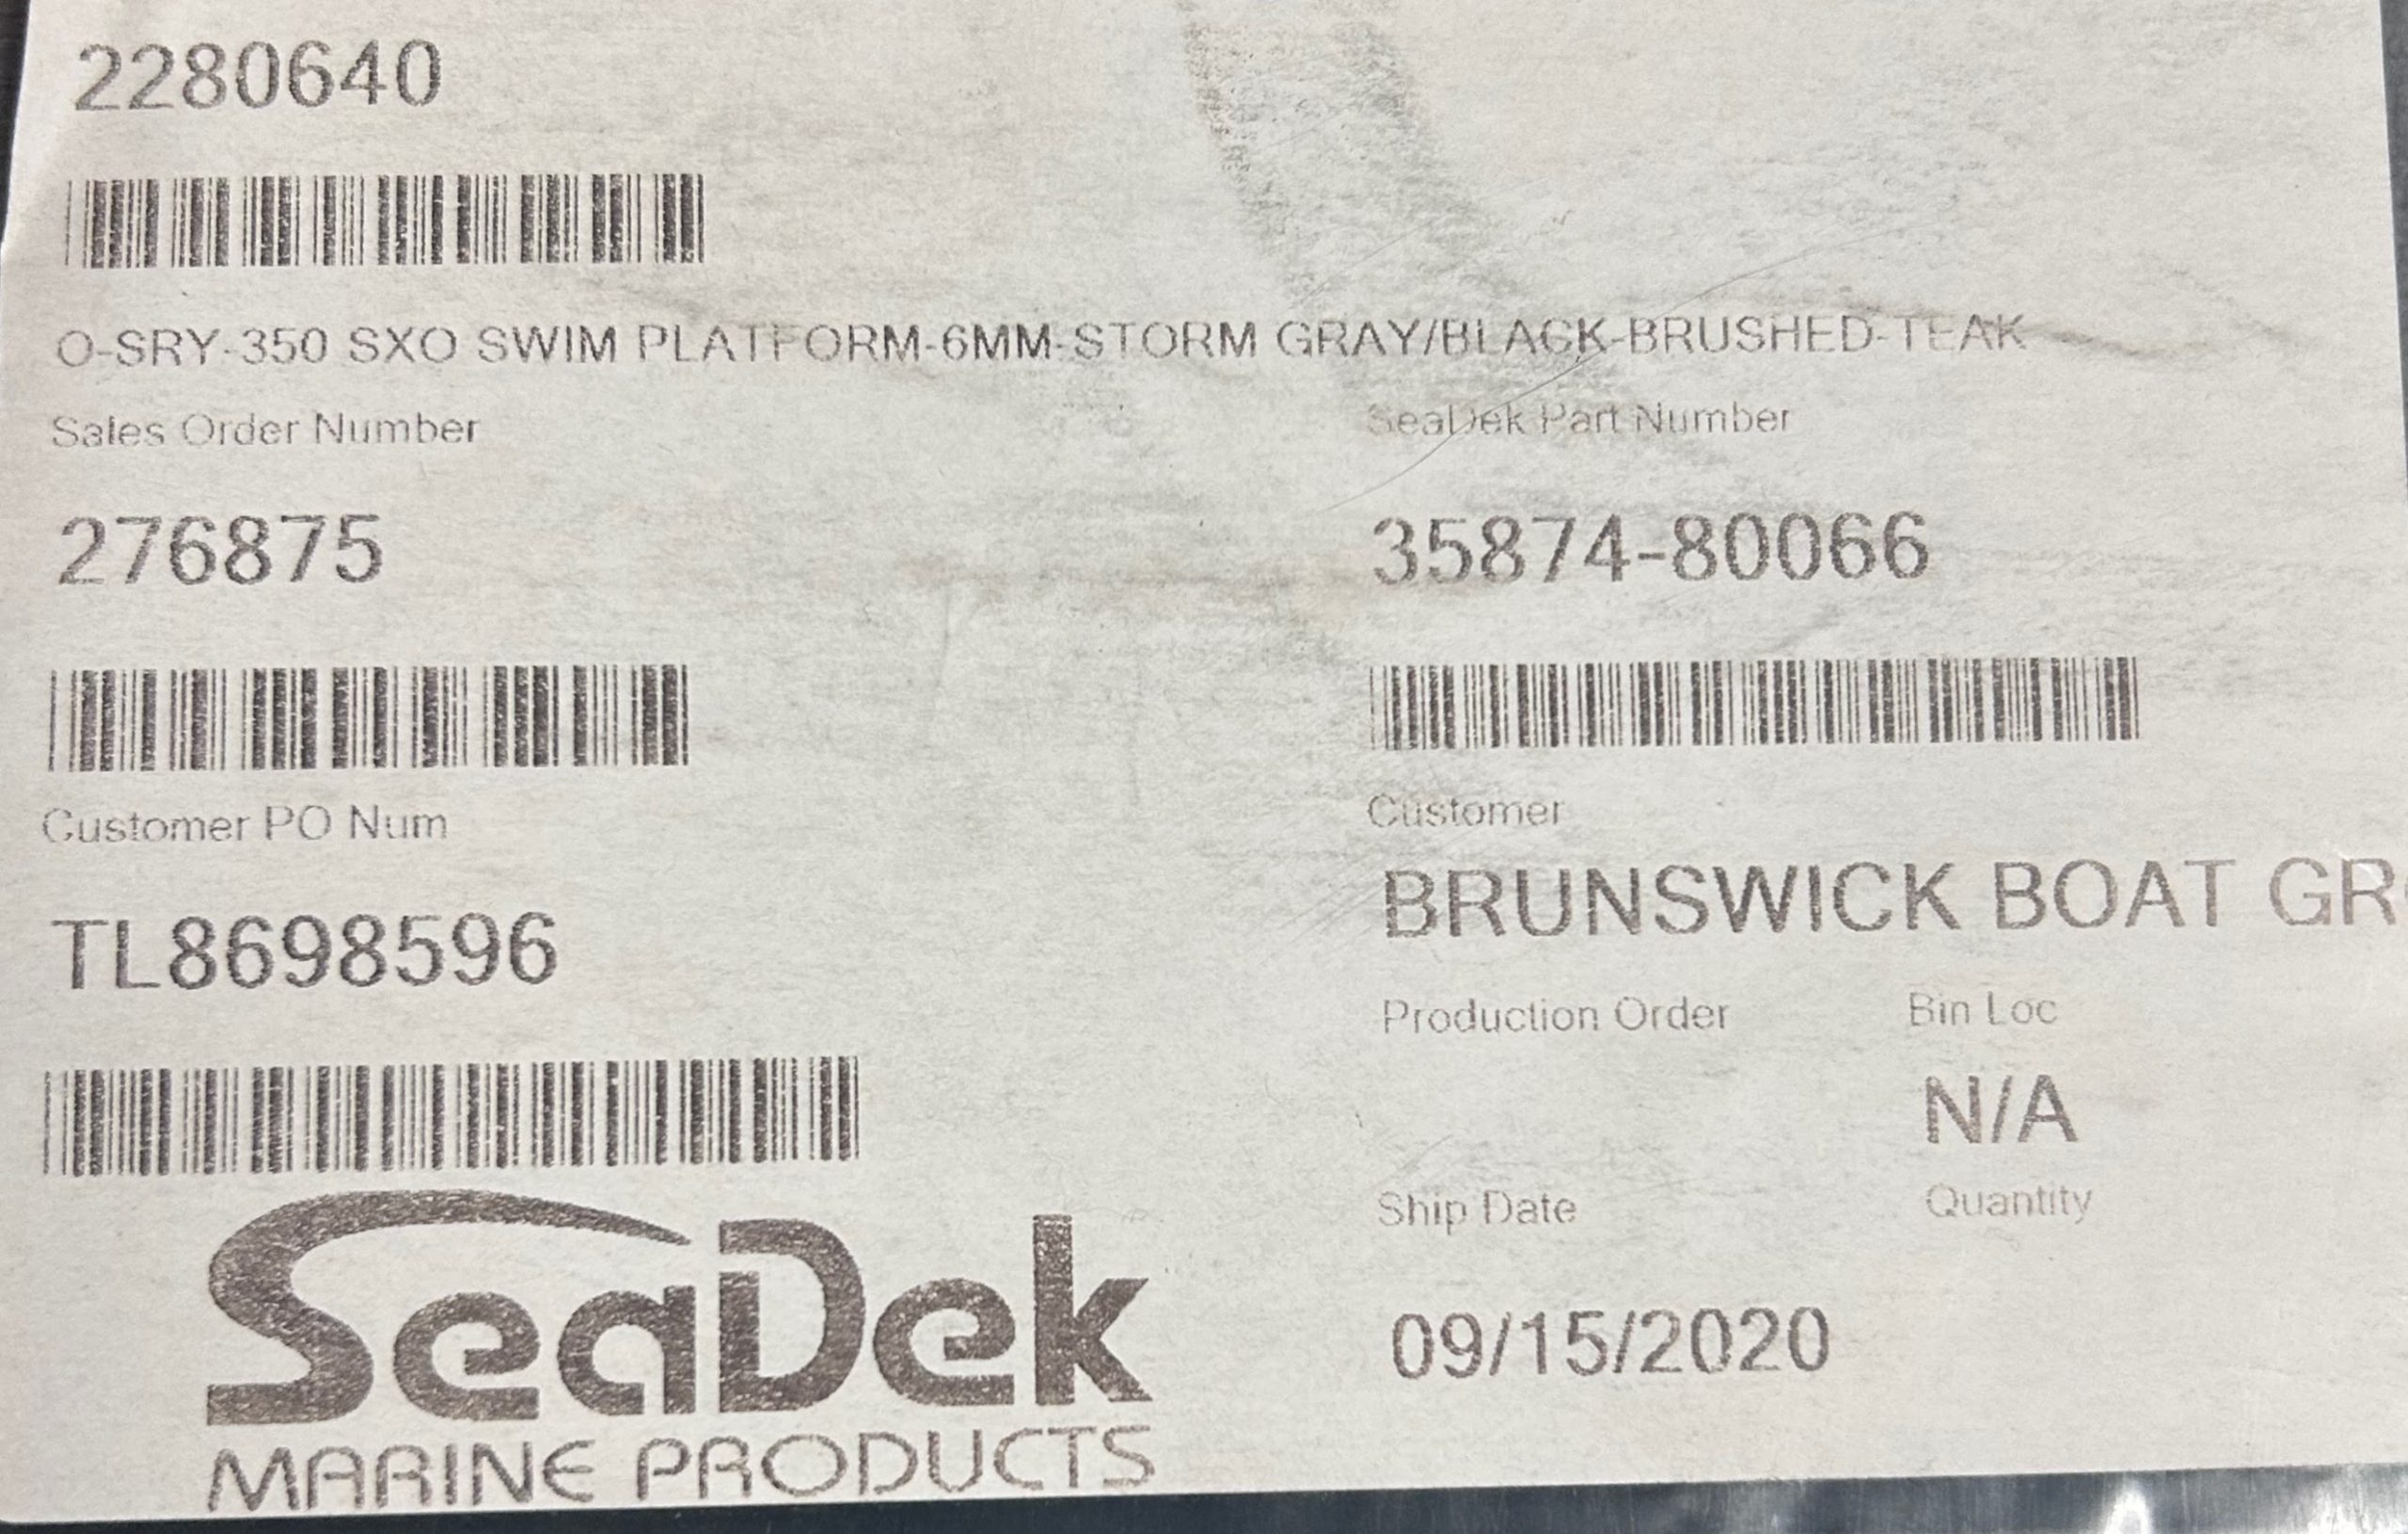 2280640
O-SRY-350 SXO SWIM PLATFORM-6MM-STORM GRAY/BLACK-BRUSHED-TEAK
Sales Order Number SeaDek Part Number
276875 35874-80066
Customer PO Num Customer
TL8698596 BRUNSWICK BOAT GR
Production Order Bin Loc
N/A
Ship Date Quantity
09/15/2020
SeaDek
MARINE PRODUCTS